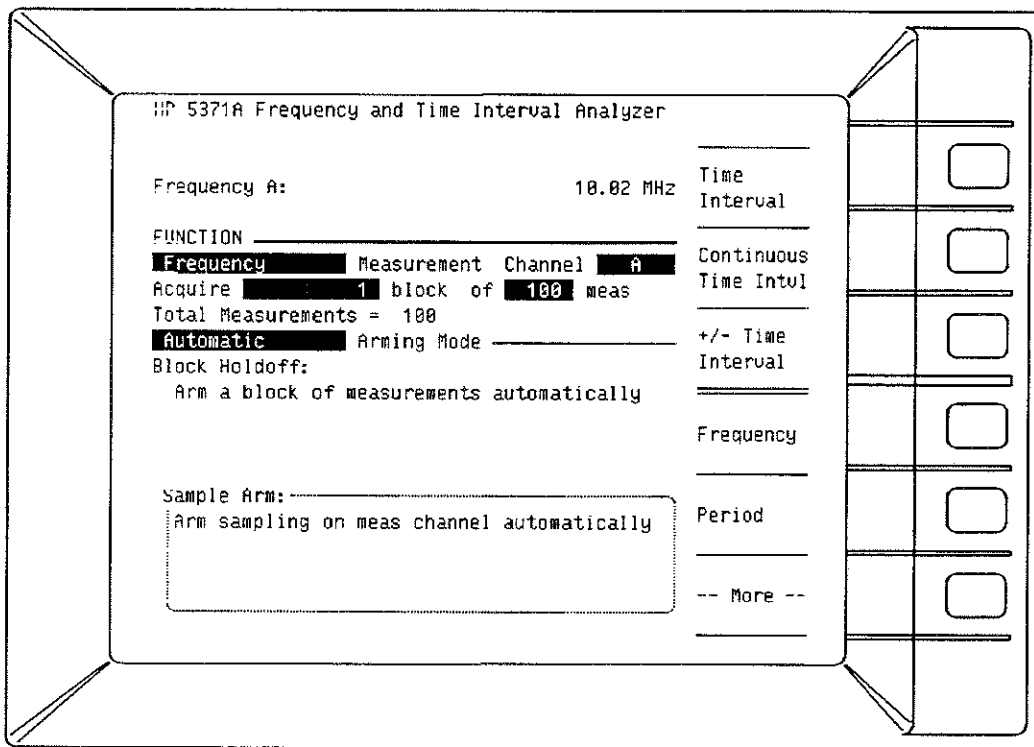 HP 5371A Frequency and Time Interval Analyzer
Frequency A: 10.02 MHz
FUNCTION
Frequency Measurement Channel A
Acquire 1 block of 100 meas
Total Measurements = 100
Automatic Arming Mode
Block Holdoff:
Arm a block of measurements automatically
Sample Arm:
Arm sampling on meas channel automatically
Time
Interval
Continuous
Time Intvl
+/- Time
Interval
Frequency
Period
-- More --